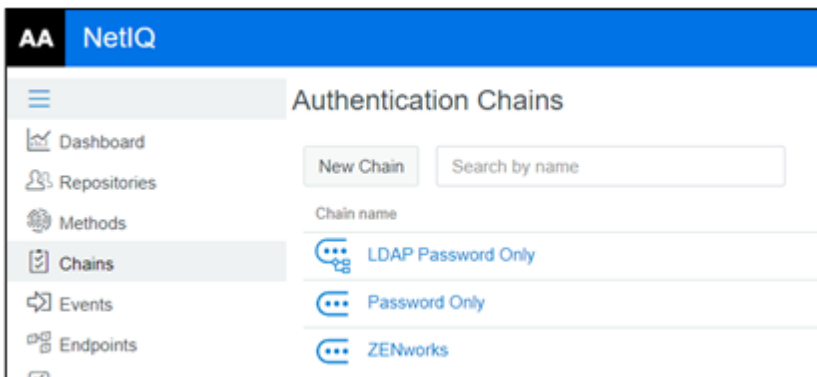 AA NetIQ
Authentication Chains
Dashboard
Repositories
Methods
Chains
Events
Endpoints
New Chain
Search by name
Chain name
LDAP Password Only
Password Only
ZENworks